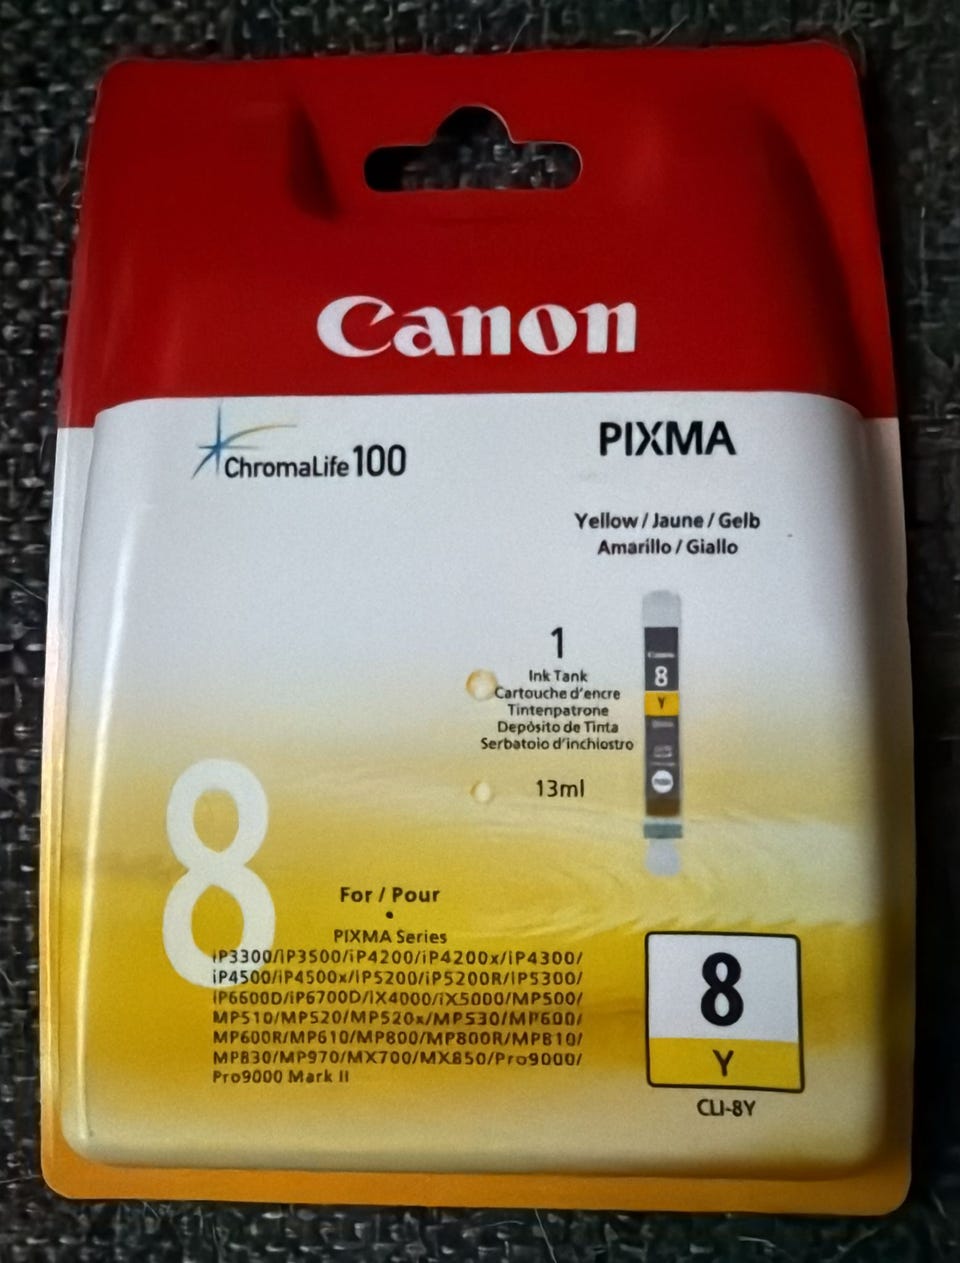 Canon
ChromaLife100
PIXMA
Yellow / Jaune / Gelb
Amarillo / Giallo
1
Ink Tank
Cartouche d'encre
Tintenpatrone
Depósito de Tinta
Serbatoio d'inchiostro
13ml
Canon
8
Y
8
For / Pour
•
PIXMA Series
iP3300/iP3500/iP4200/iP4200x/iP4300/
iP4500/iP4500x/iP5200/iP5200R/iP5300/
iP6600D/iP6700D/iX4000/iX5000/MP500/
MP510/MP520/MP520x/MP530/MP600/
MP600R/MP610/MP800/MP800R/MP810/
MP830/MP970/MX700/MX850/Pro9000/
Pro9000 Mark II
8
Y
CLI-8Y